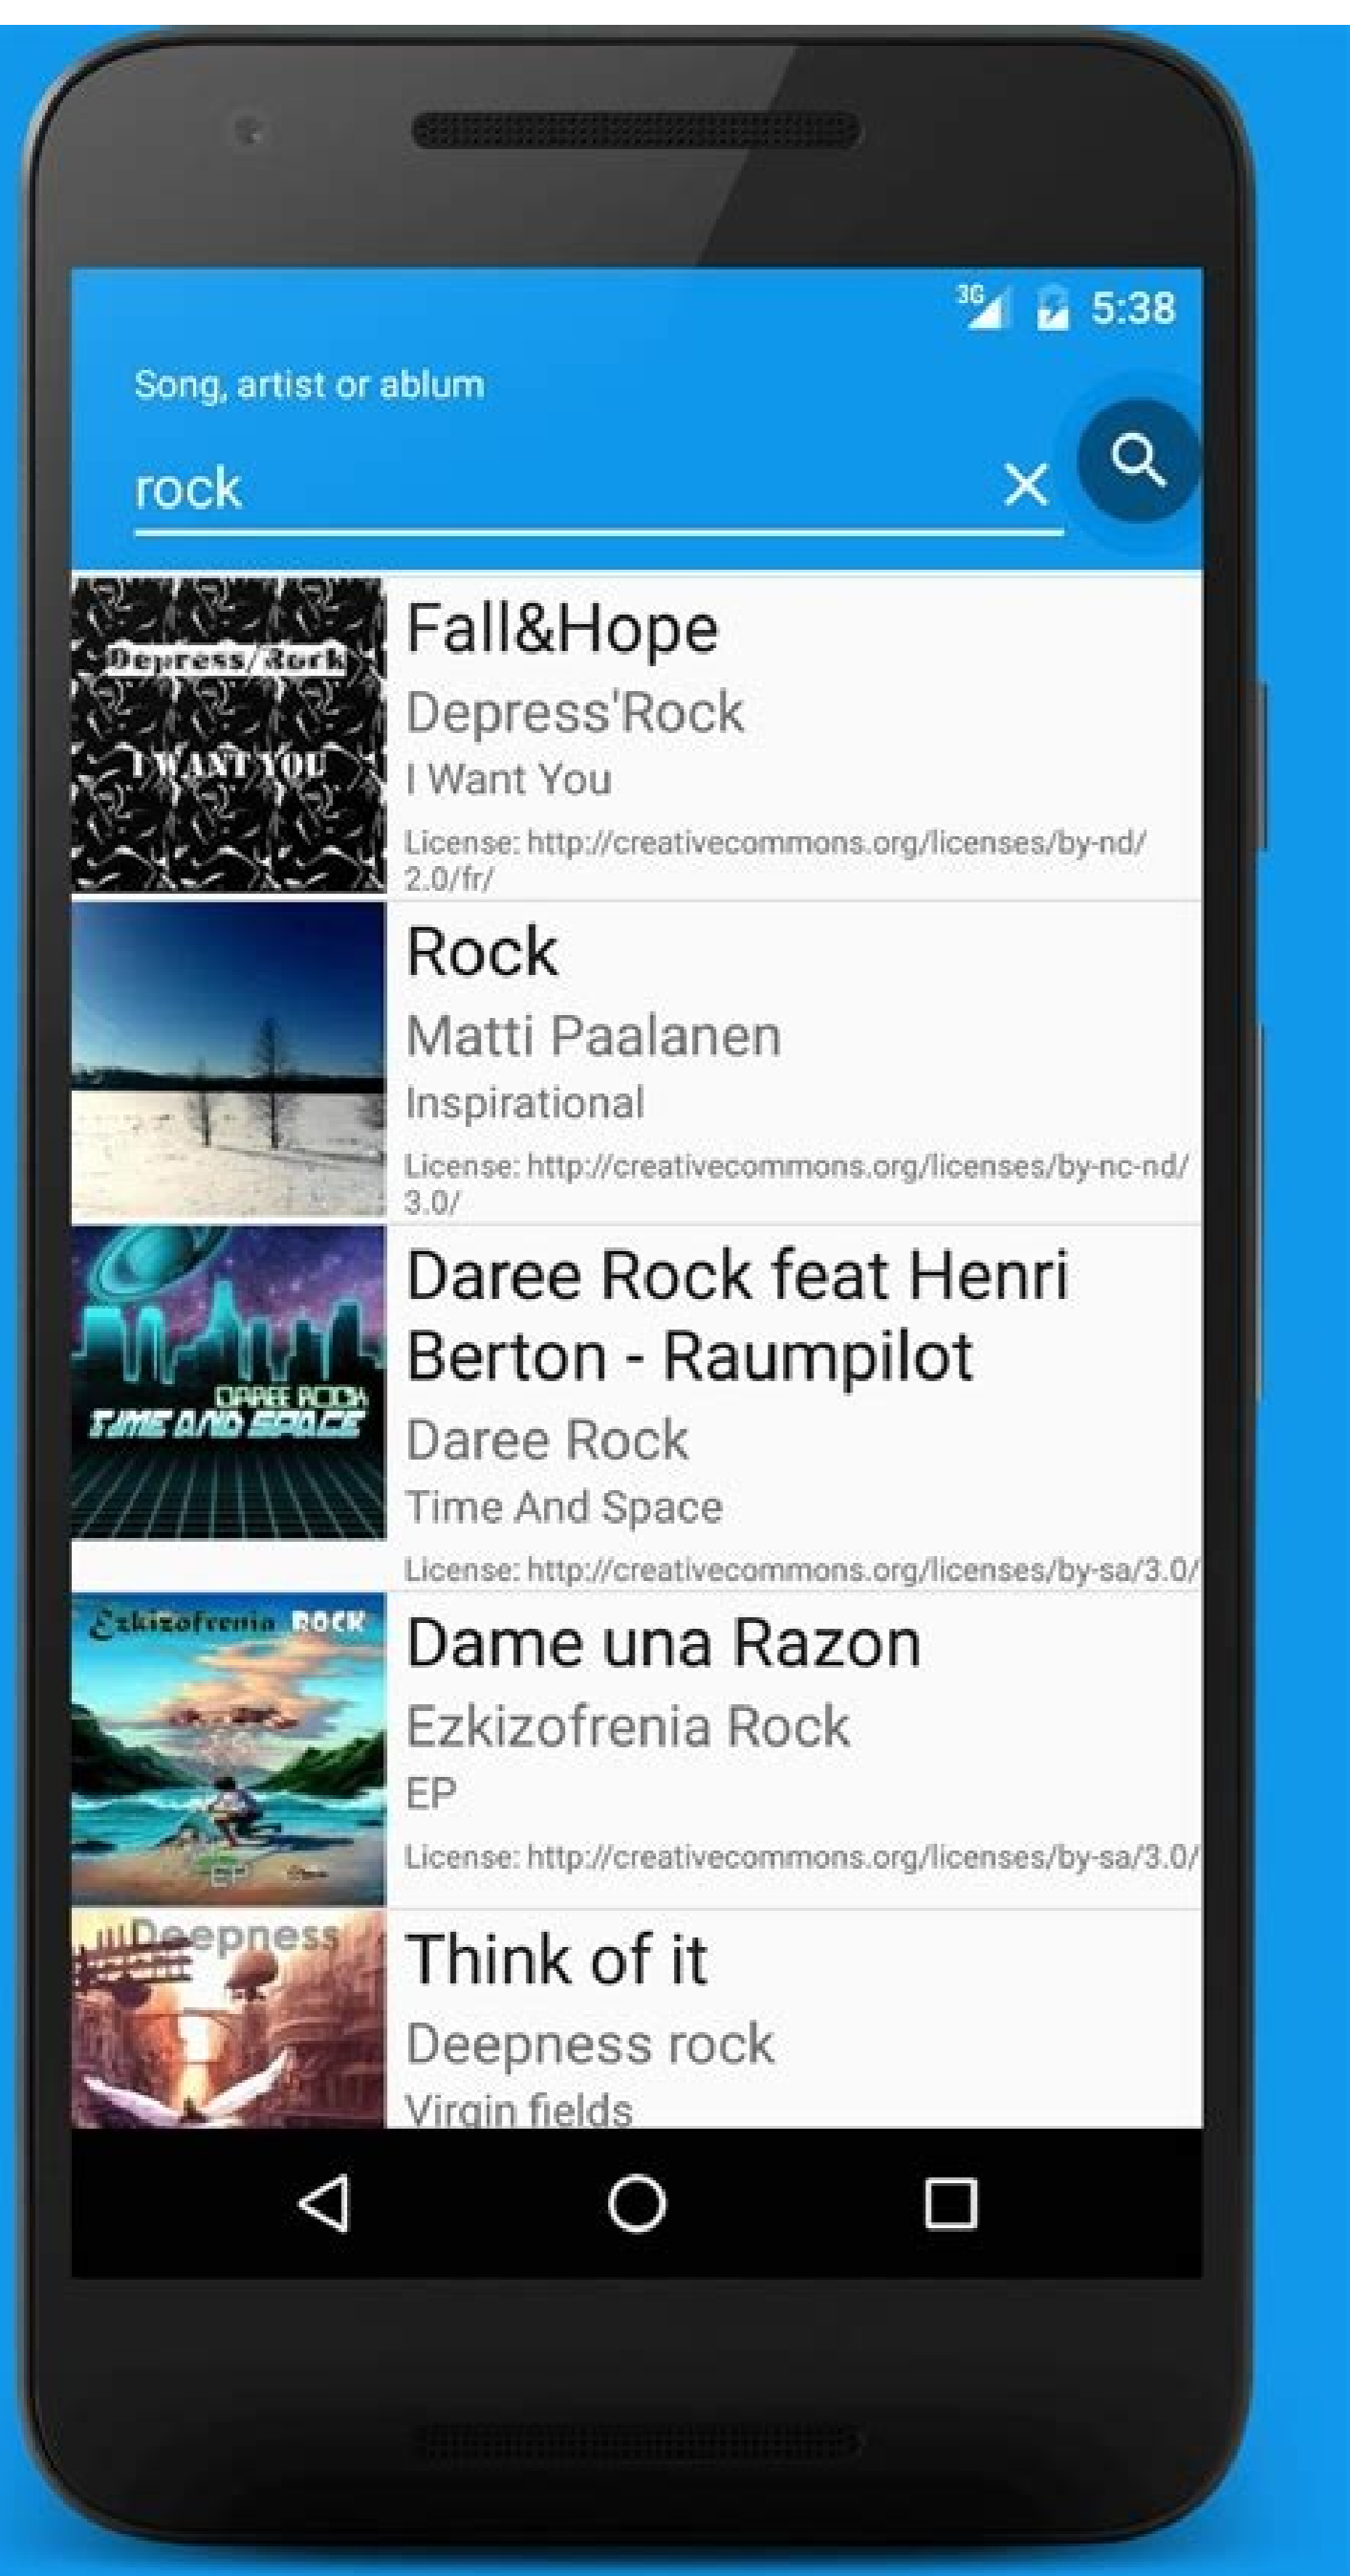 3G 5:38
Song, artist or ablum
rock
Depress/Rock
I WANT YOU
Fall&Hope
Depress'Rock
I Want You
License: http://creativecommons.org/licenses/by-nd/
2.0/fr/
Rock
Matti Paalanen
Inspirational
License: http://creativecommons.org/licenses/by-nc-nd/
3.0/
DAREE ROCK
TIME AND SPACE
Daree Rock feat Henri
Berton - Raumpilot
Daree Rock
Time And Space
License: http://creativecommons.org/licenses/by-sa/3.0/
Ezkizofrenia ROCK
EP
Dame una Razon
Ezkizofrenia Rock
EP
License: http://creativecommons.org/licenses/by-sa/3.0/
Deepness
Think of it
Deepness rock
Virgin fields